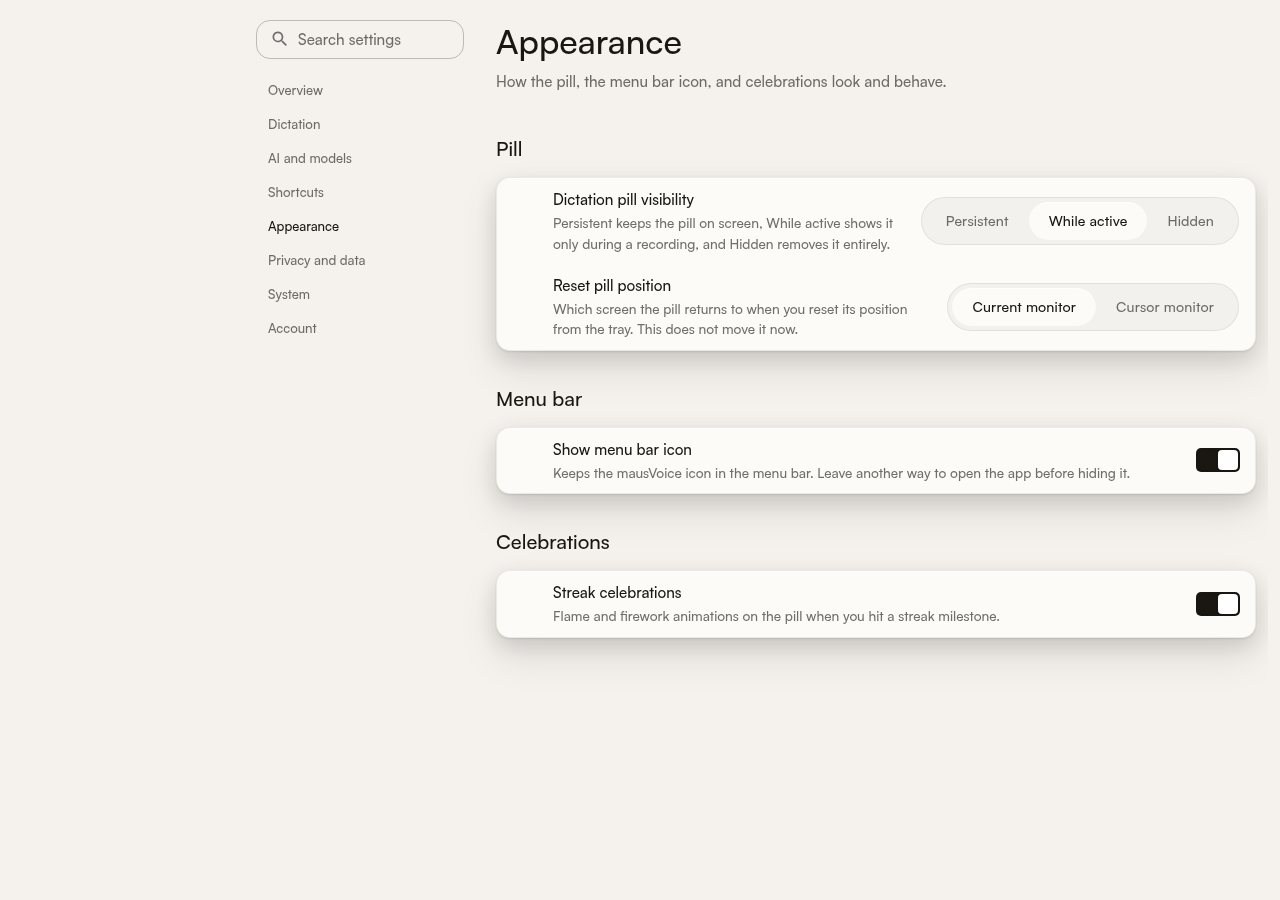 Search settings
Overview
Dictation
AI and models
Shortcuts
Appearance
Privacy and data
System
Account
Appearance
How the pill, the menu bar icon, and celebrations look and behave.
Pill
Dictation pill visibility
Persistent keeps the pill on screen, While active shows it
only during a recording, and Hidden removes it entirely.
Persistent
While active
Hidden
Reset pill position
Which screen the pill returns to when you reset its position
from the tray. This does not move it now.
Current monitor
Cursor monitor
Menu bar
Show menu bar icon
Keeps the mausVoice icon in the menu bar. Leave another way to open the app before hiding it.
Celebrations
Streak celebrations
Flame and firework animations on the pill when you hit a streak milestone.